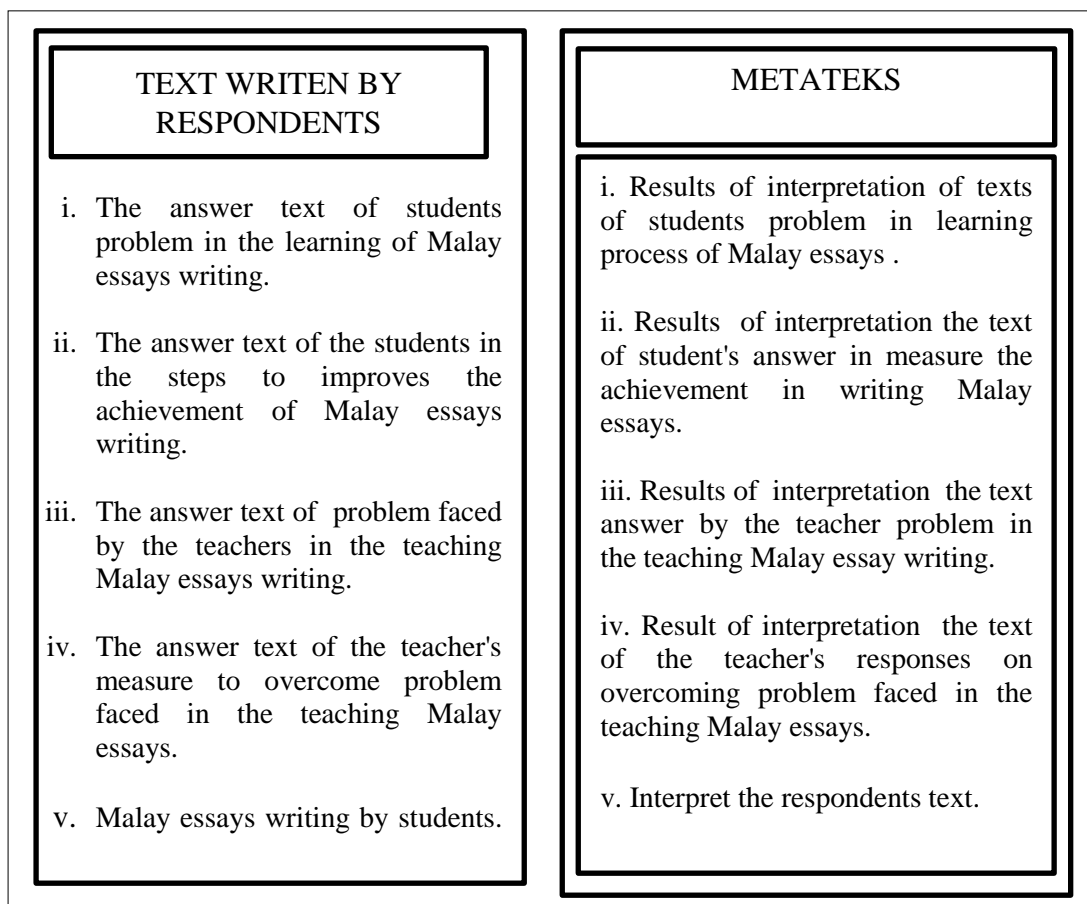 TEXT WRITEN BY
RESPONDENTS
i. The answer text of students
problem in the learning of Malay
essays writing.
ii. The answer text of the students in
the steps to improves the
achievement of Malay essays
writing.
iii. The answer text of problem faced
by the teachers in the teaching
Malay essays writing.
iv. The answer text of the teacher's
measure to overcome problem
faced in the teaching Malay
essays.
v. Malay essays writing by students.
METATEKS
i. Results of interpretation of texts
of students problem in learning
process of Malay essays .
ii. Results of interpretation the text
of student's answer in measure the
achievement in writing Malay
essays.
iii. Results of interpretation the text
answer by the teacher problem in
the teaching Malay essay writing.
iv. Result of interpretation the text
of the teacher's responses on
overcoming problem faced in the
teaching Malay essays.
v. Interpret the respondents text.